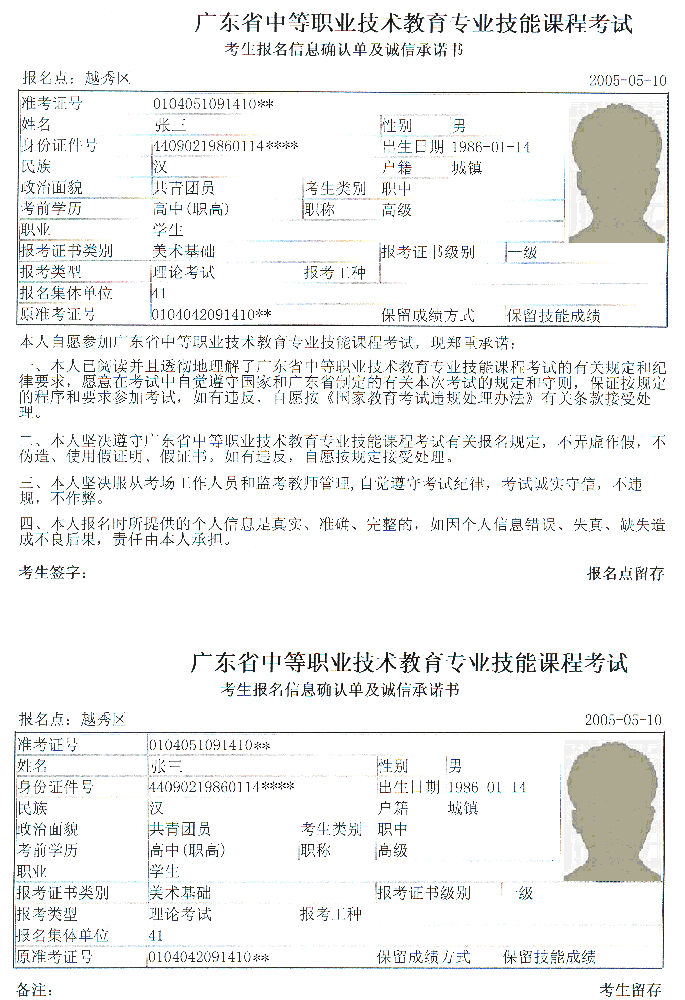 广东省中等职业技术教育专业技能课程考试
考生报名信息确认单及诚信承诺书
报名点：越秀区 2005-05-10
准考证号 0104051091410**
姓名 张三 性别 男
身份证件号 44090219860114**** 出生日期 1986-01-14
民族 汉 户籍 城镇
政治面貌 共青团员 考生类别 职中
考前学历 高中(职高) 职称 高级
职业 学生
报考证书类别 美术基础 报考证书级别 一级
报考类型 理论考试 报考工种
报名集体单位 41
原准考证号 0104042091410** 保留成绩方式 保留技能成绩
本人自愿参加广东省中等职业技术教育专业技能课程考试，现郑重承诺：
一、本人已阅读并且透彻地理解了广东省中等职业技术教育专业技能课程考试的有关规定和纪
律要求，愿意在考试中自觉遵守国家和广东省制定的有关本次考试的规定和守则，保证按规定
的程序和要求参加考试，如有违反，自愿按《国家教育考试违规处理办法》有关条款接受处
理。
二、本人坚决遵守广东省中等职业技术教育专业技能课程考试有关报名规定，不弄虚作假，不
伪造、使用假证明、假证书。如有违反，自愿按规定接受处理。
三、本人坚决服从考场工作人员和监考教师管理,自觉遵守考试纪律，考试诚实守信，不违
规，不作弊。
四、本人报名时所提供的个人信息是真实、准确、完整的，如因个人信息错误、失真、缺失造
成不良后果，责任由本人承担。
考生签字： 报名点留存
广东省中等职业技术教育专业技能课程考试
考生报名信息确认单及诚信承诺书
报名点：越秀区 2005-05-10
准考证号 0104051091410**
姓名 张三 性别 男
身份证件号 44090219860114**** 出生日期 1986-01-14
民族 汉 户籍 城镇
政治面貌 共青团员 考生类别 职中
考前学历 高中(职高) 职称 高级
职业 学生
报考证书类别 美术基础 报考证书级别 一级
报考类型 理论考试 报考工种
报名集体单位 41
原准考证号 0104042091410** 保留成绩方式 保留技能成绩
备注： 考生留存